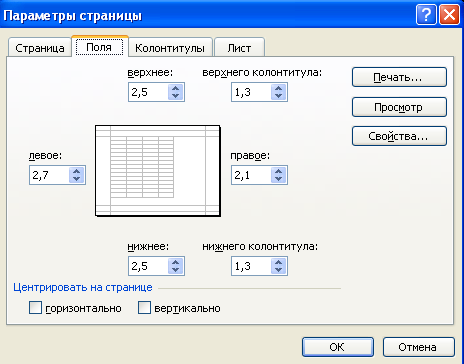 Параметры страницы
Страница Поля Колонтитулы Лист
верхнее: верхнего колонтитула:
2,5 1,3
Печать...
Просмотр
Свойства...
левое: правое:
2,7 2,1
нижнее: нижнего колонтитула:
2,5 1,3
Центрировать на странице
горизонтально вертикально
ОК Отмена